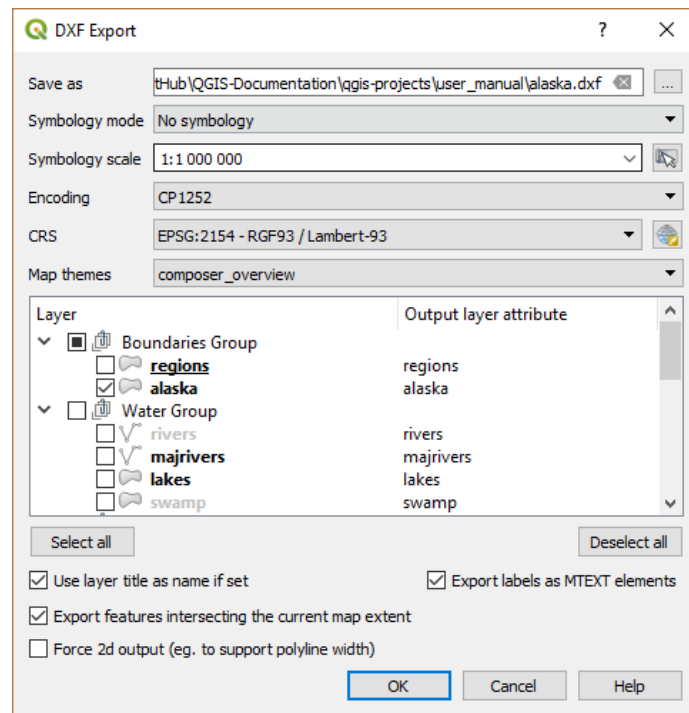 DXF Export
Save as tHub\QGIS-Documentation\qgis-projects\user_manual\alaska.dxf ...
Symbology mode No symbology
Symbology scale 1:1 000 000
Encoding CP1252
CRS EPSG:2154 - RGF93 / Lambert-93
Map themes composer_overview
Layer Output layer attribute
Boundaries Group
regions regions
alaska alaska
Water Group
rivers rivers
majrivers majrivers
lakes lakes
swamp swamp
Select all Deselect all
Use layer title as name if set Export labels as MTEXT elements
Export features intersecting the current map extent
Force 2d output (eg. to support polyline width)
OK Cancel Help